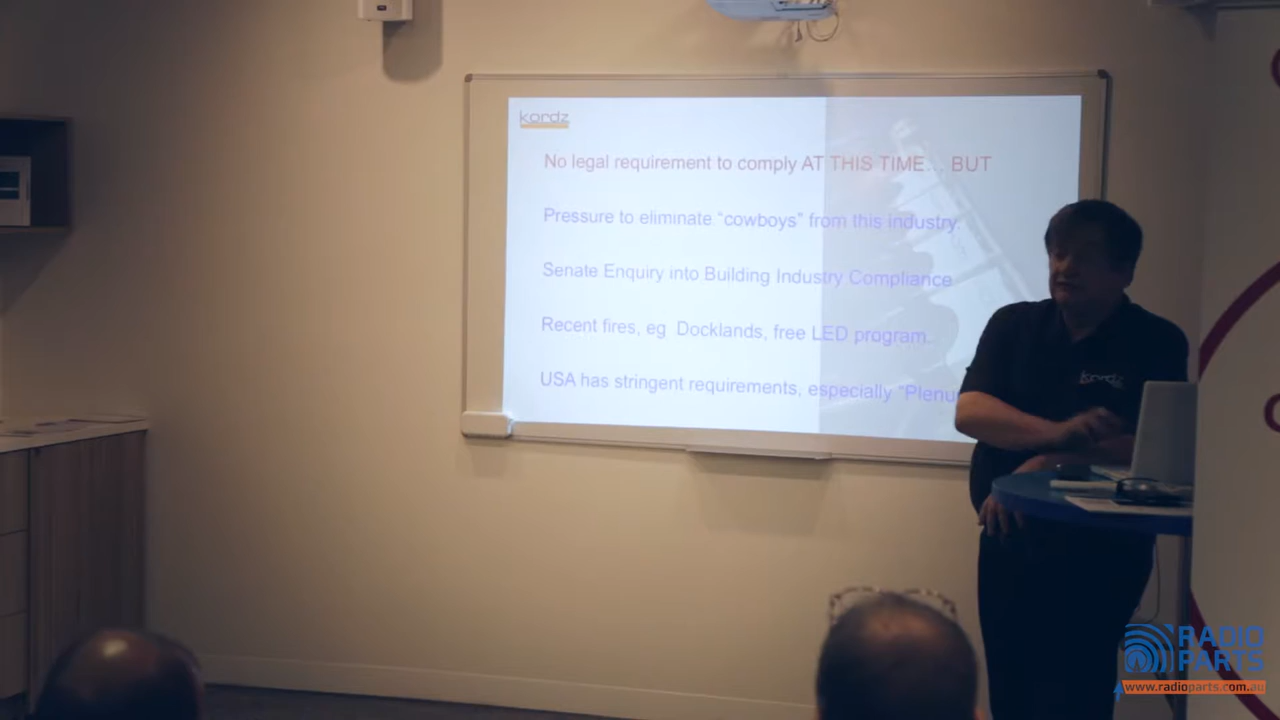 kordz
No legal requirement to comply AT THIS TIME... BUT
Pressure to eliminate "cowboys" from this industry.
Senate Enquiry into Building Industry Compliance
Recent fires, eg Docklands, free LED program.
USA has stringent requirements, especially "Plenu
kordz
RADIO
PARTS
www.radioparts.com.au